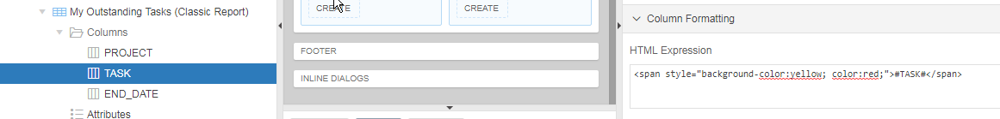 My Outstanding Tasks (Classic Report)
Columns
PROJECT
TASK
END_DATE
Attributes
CREATE
CREATE
FOOTER
INLINE DIALOGS
Column Formatting
HTML Expression
<span style="background-color:yellow; color:red;">#TASK#</span>